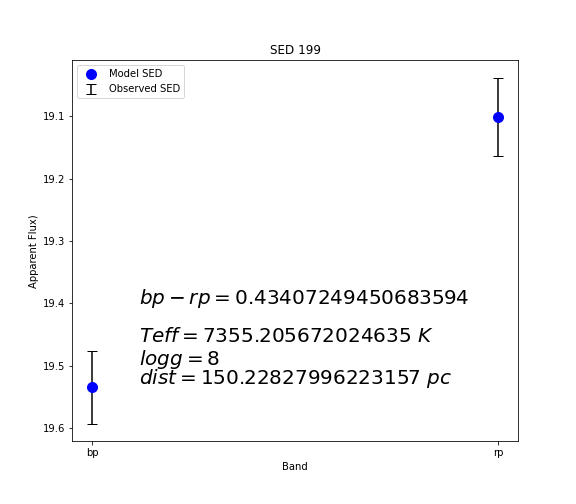 SED 199
Model SED
Observed SED
19.1
19.2
19.3
19.4
19.5
19.6
Apparent Flux)
bp − rp = 0.43407249450683594
Teff = 7355.205672024635 K
logg = 8
dist = 150.22827996223157 pc
bp
rp
Band